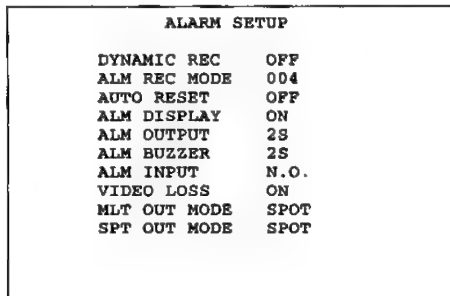 ALARM SETUP
DYNAMIC REC OFF
ALM REC MODE 004
AUTO RESET OFF
ALM DISPLAY ON
ALM OUTPUT 2S
ALM BUZZER 2S
ALM INPUT N.O.
VIDEO LOSS ON
MLT OUT MODE SPOT
SPT OUT MODE SPOT